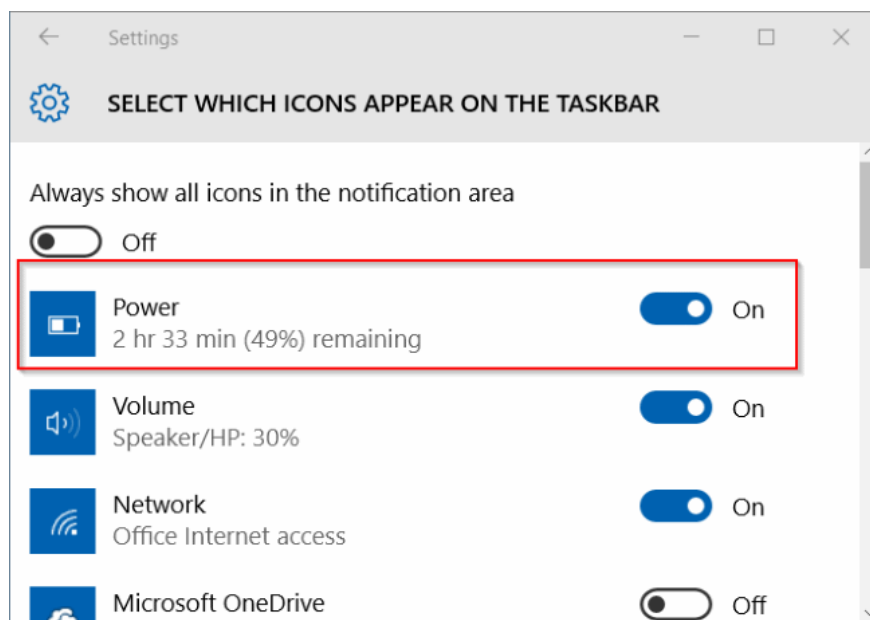 Settings
SELECT WHICH ICONS APPEAR ON THE TASKBAR
Always show all icons in the notification area
Off
Power
On
2 hr 33 min (49%) remaining
Volume
On
Speaker/HP: 30%
Network
On
Office Internet access
Microsoft OneDrive
Off